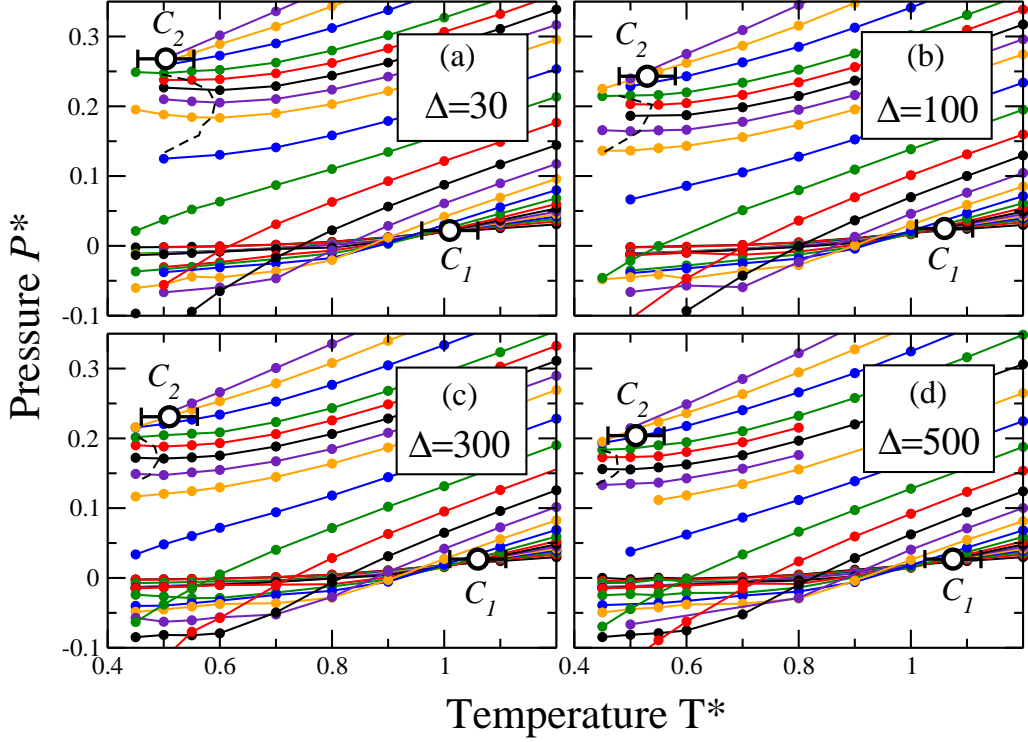 Pressure P*
0.3
0.2
0.1
0
-0.1
C2
(a)
Δ=30
C1
C2
(b)
Δ=100
C1
0.3
0.2
0.1
0
-0.1
C2
(c)
Δ=300
C1
C2
(d)
Δ=500
C1
0.4 0.6 0.8 1 0.6 0.8 1
Temperature T*